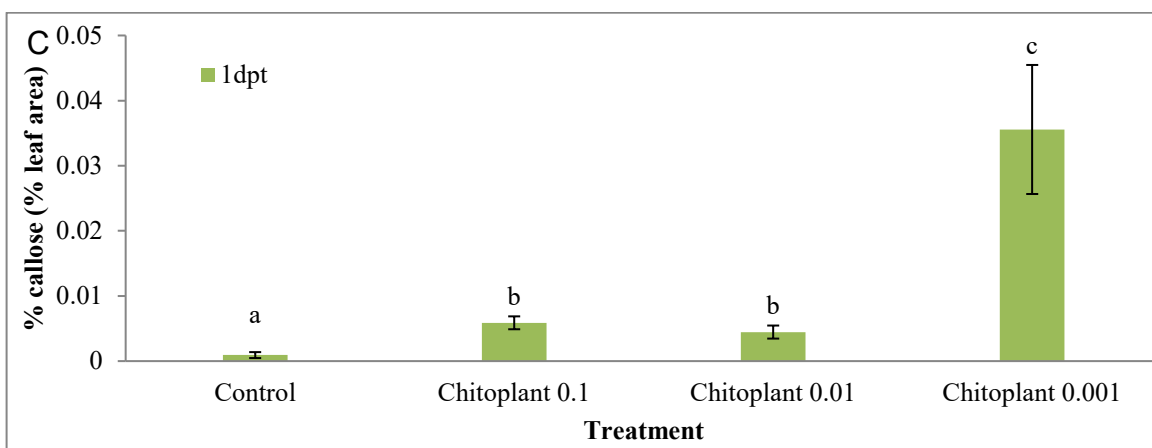 C
0.05
0.04
0.03
0.02
0.01
0
% callose (% leaf area)
1dpt
a
b
b
c
Control
Chitoplant 0.1
Chitoplant 0.01
Chitoplant 0.001
Treatment